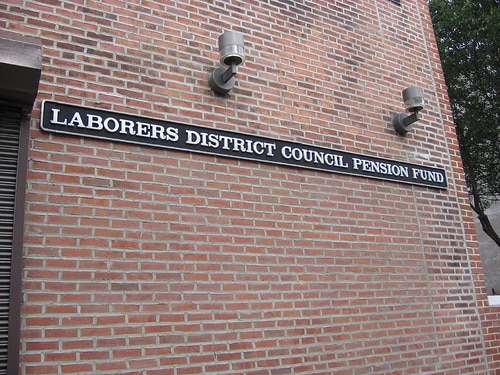 LABORERS DISTRICT COUNCIL PENSION FUND